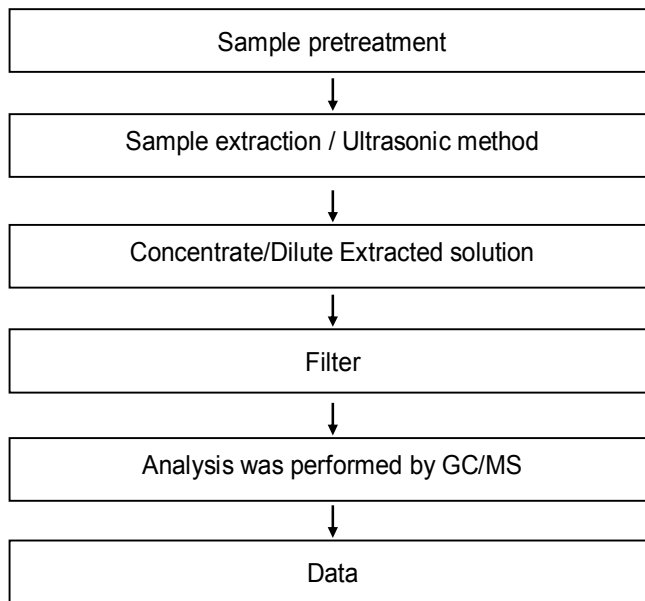 Sample pretreatment
Sample extraction / Ultrasonic method
Concentrate/Dilute Extracted solution
Filter
Analysis was performed by GC/MS
Data